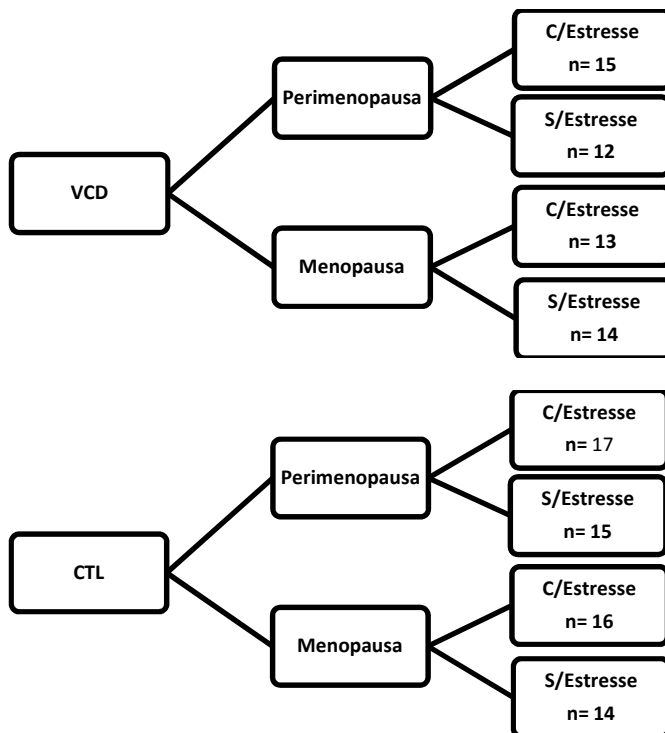 C/Estresse
n= 15
Perimenopausa
S/Estresse
n= 12
VCD
C/Estresse
n= 13
Menopausa
S/Estresse
n= 14
C/Estresse
n= 17
Perimenopausa
S/Estresse
n= 15
CTL
C/Estresse
n= 16
Menopausa
S/Estresse
n= 14